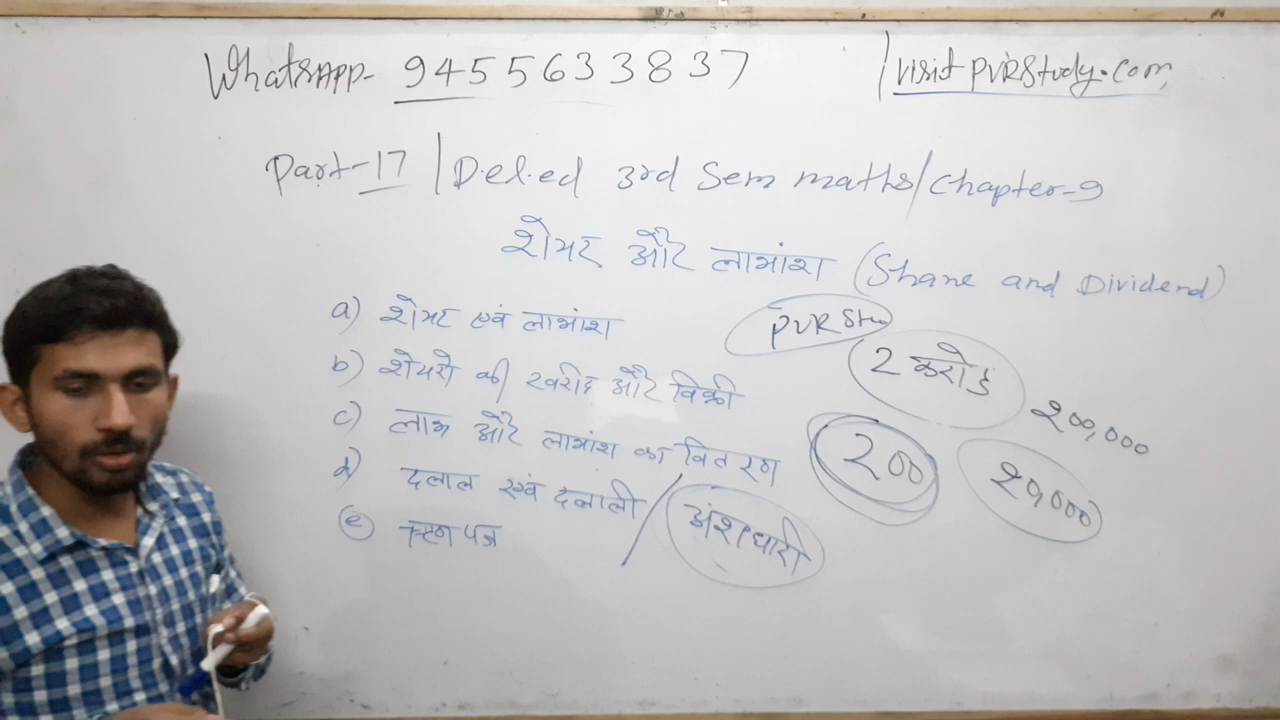 WhatsAPP- 9455633837 | visit pvRStudy.com
Part-17 | D.el.ed 3rd Sem maths/ Chapter-9
शेयर और लाभांश (Share and Dividend)
a) शेयर एवं लाभांश
PVR Stu
b) शेयरो की खरीद और विक्री
2 करोड़
200,000
c) लाभ और लाभांश का वितरण
200
20,000
d) दलाल एवं दलाली /
अंशधारी
e) ऋण पत्र